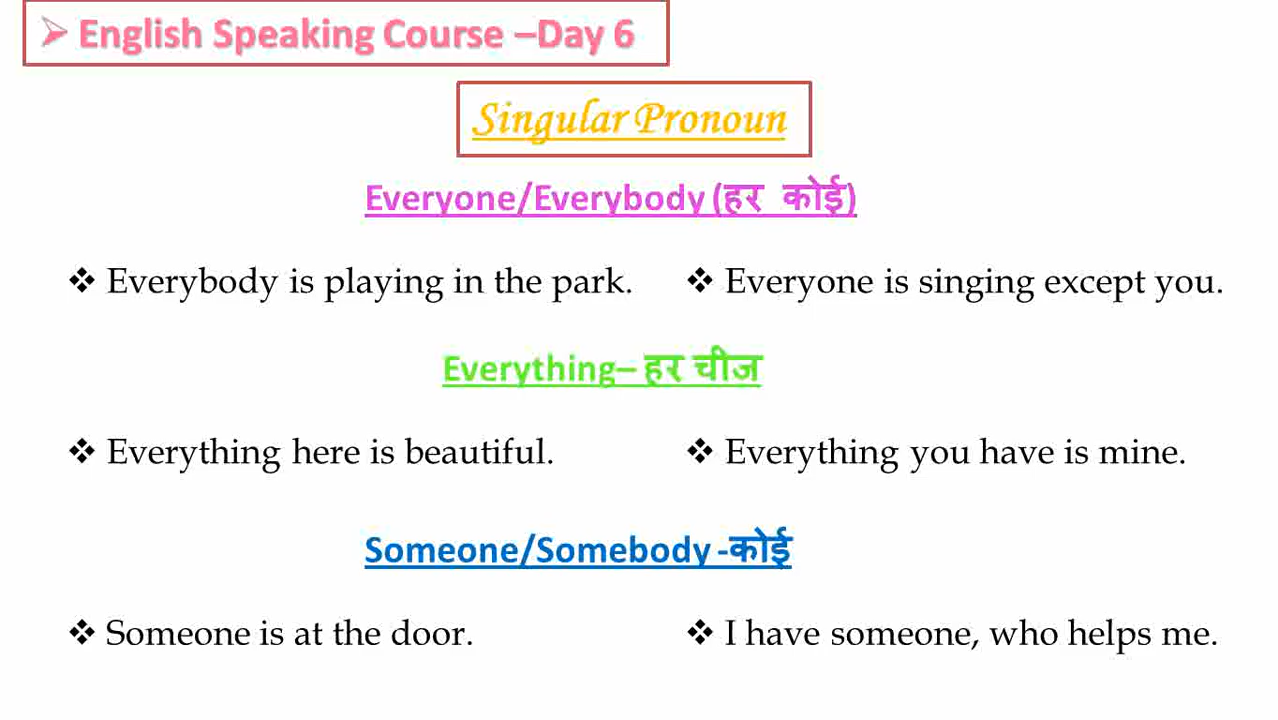 ➢ English Speaking Course –Day 6
Singular Pronoun
Everyone/Everybody (हर कोई)
❖ Everybody is playing in the park. ❖ Everyone is singing except you.
Everything– हर चीज
❖ Everything here is beautiful. ❖ Everything you have is mine.
Someone/Somebody -कोई
❖ Someone is at the door. ❖ I have someone, who helps me.